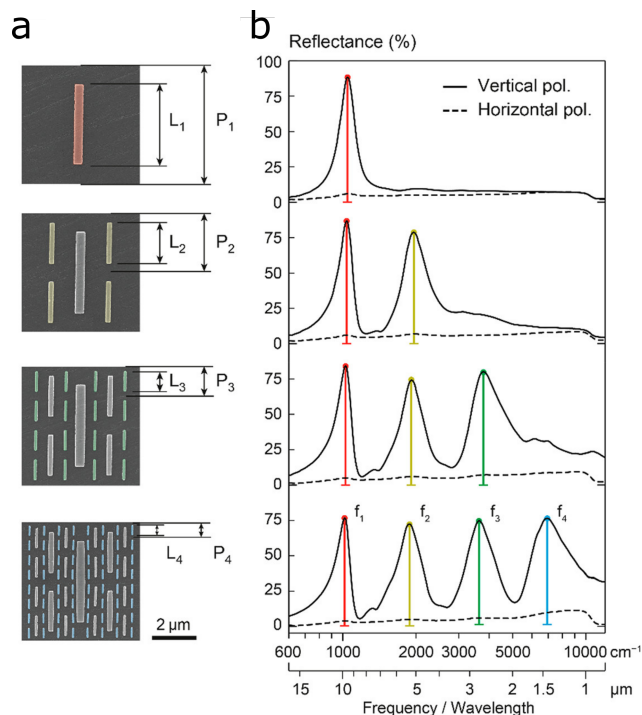 a
b
Reflectance (%)
L₁
P₁
L₂
P₂
L₃
P₃
L₄
P₄
2 μm
100
75
50
25
0
Vertical pol.
Horizontal pol.
75
50
25
0
75
50
25
0
75
50
25
0
f₁
f₂
f₃
f₄
600
1000
2000
3000
6000
10000
cm⁻¹
15
10
5
3
2
1.5
1
μm
Frequency / Wavelength